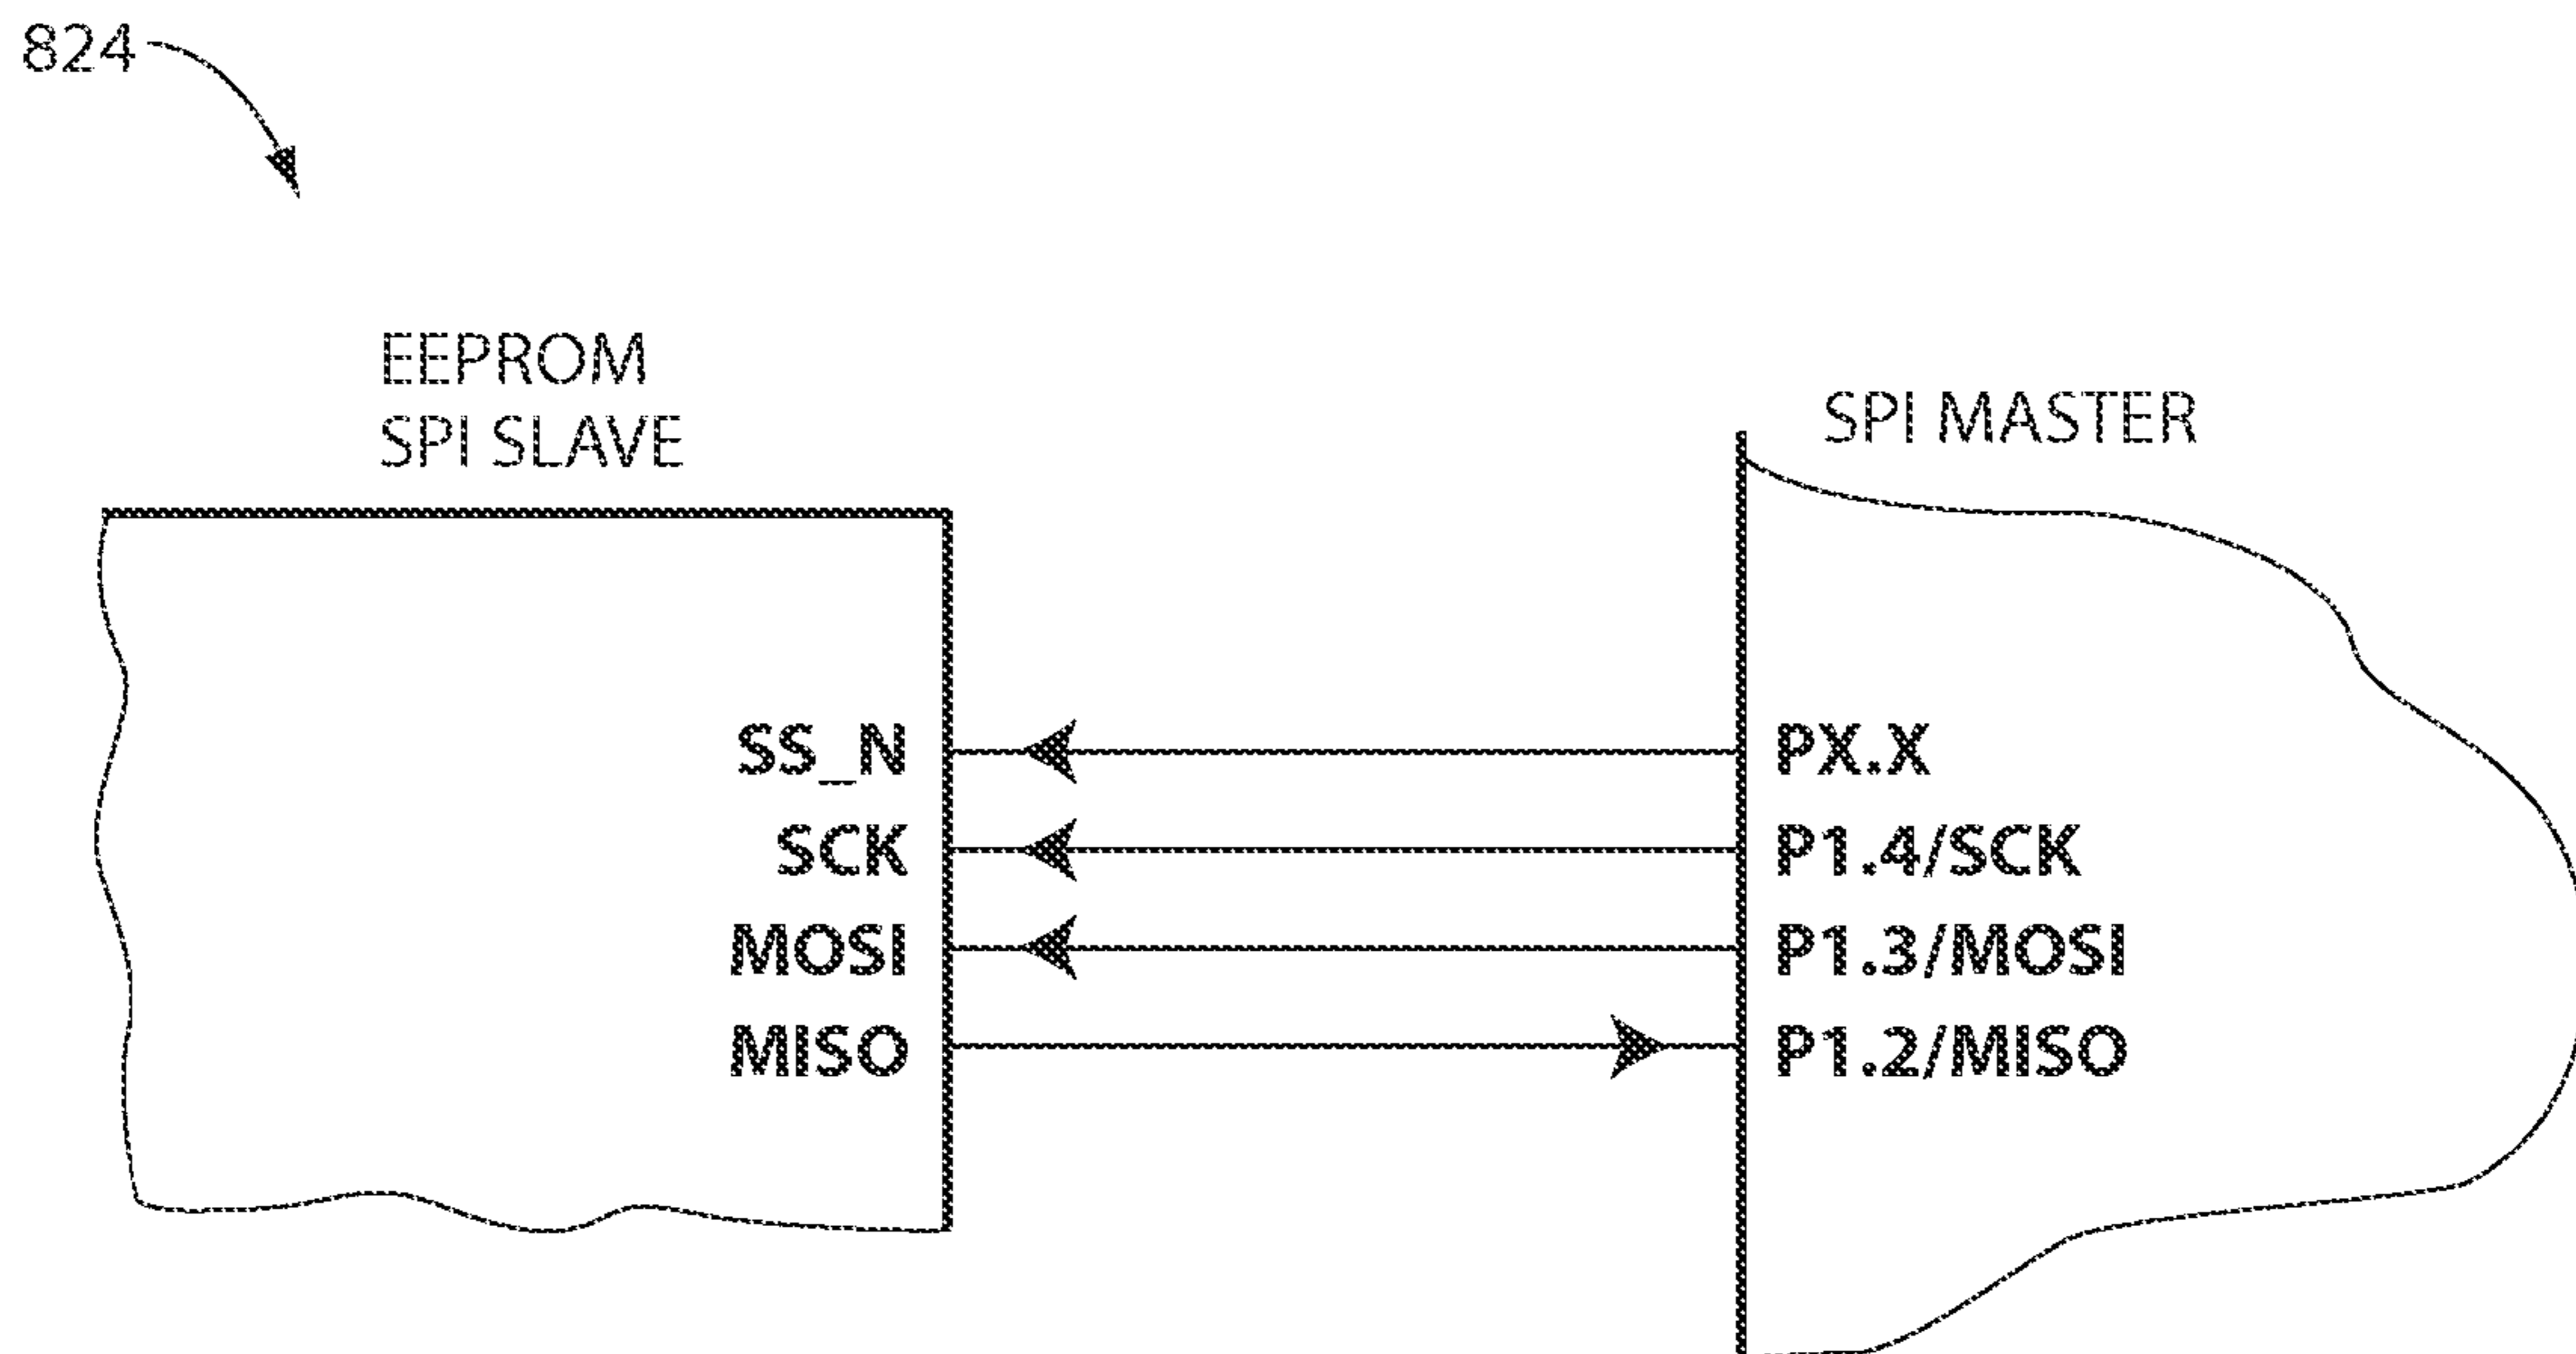 824
EEPROM
SPI SLAVE
SPI MASTER
SS_N
SCK
MOSI
MISO
PX.X
P1.4/SCK
P1.3/MOSI
P1.2/MISO